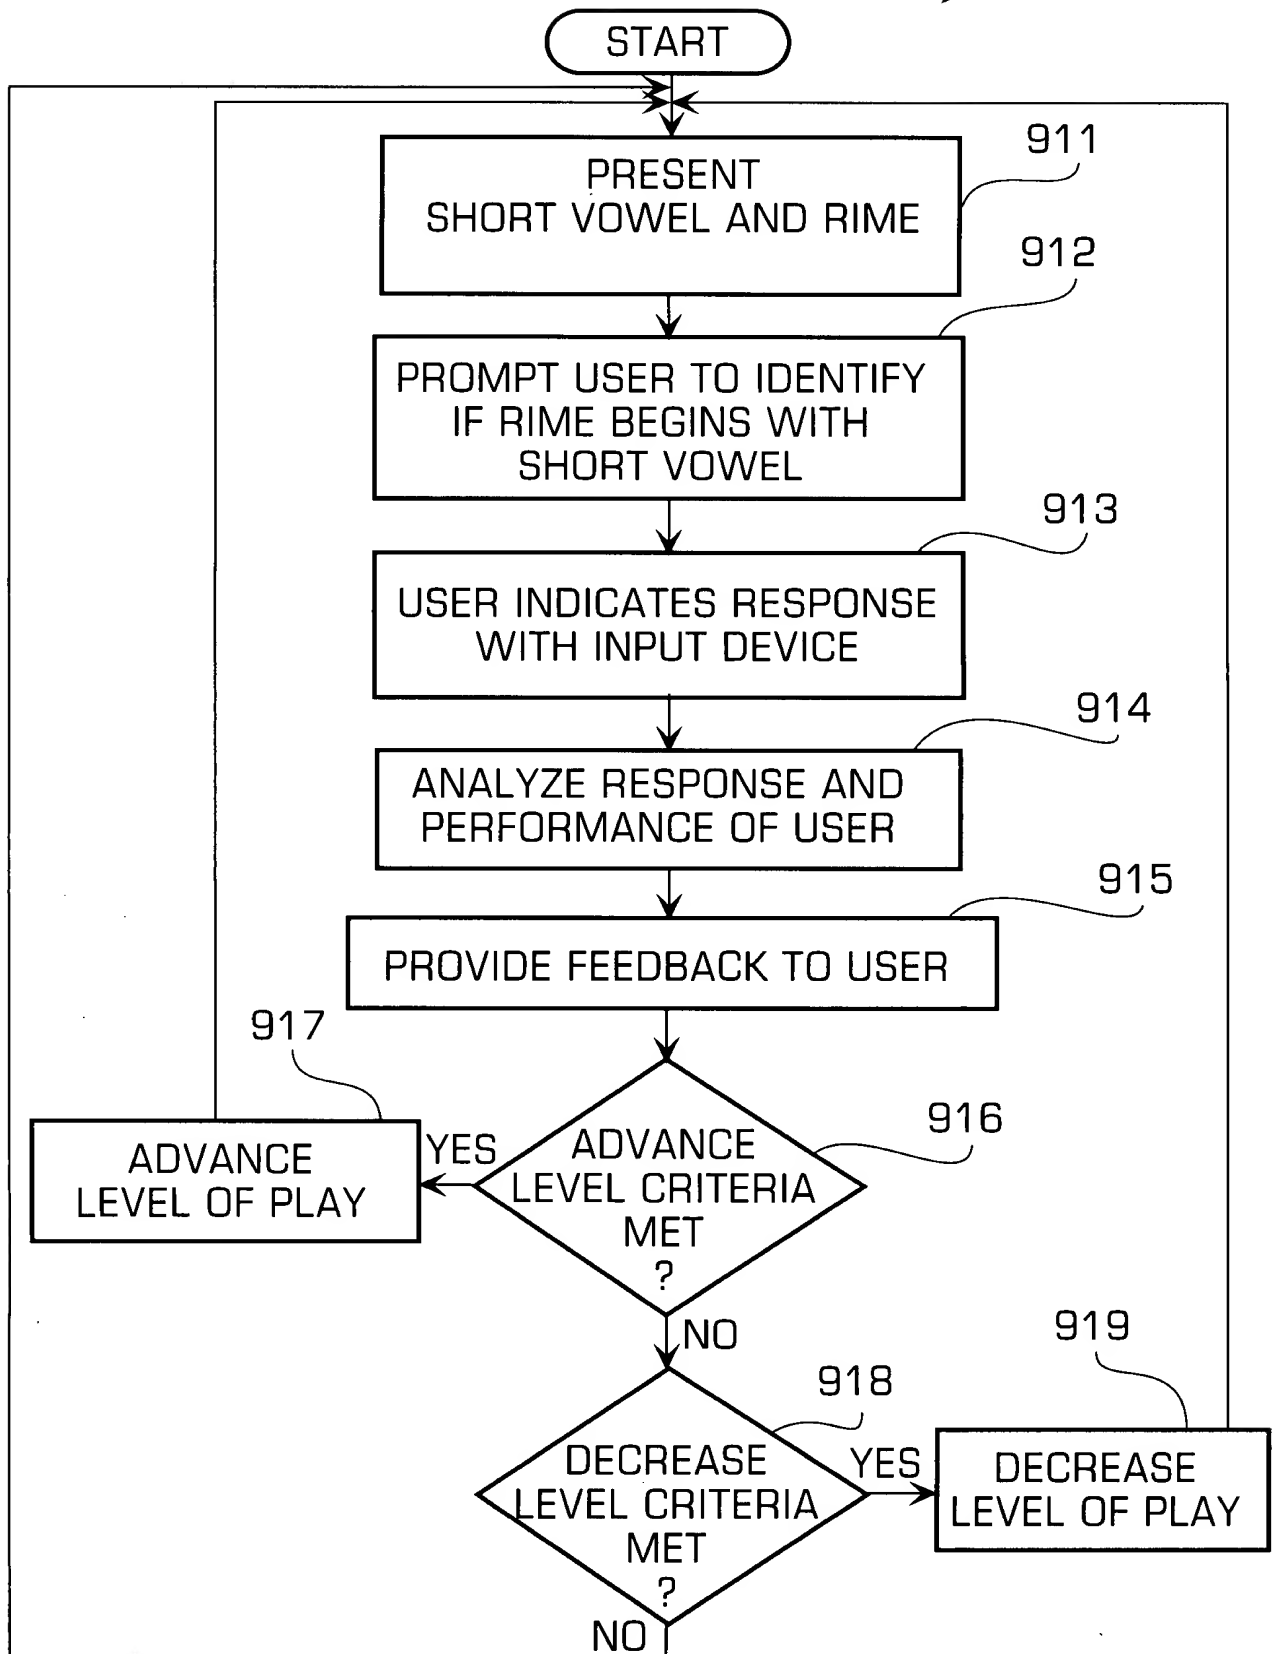 START
911
PRESENT
SHORT VOWEL AND RIME
912
PROMPT USER TO IDENTIFY
IF RIME BEGINS WITH
SHORT VOWEL
913
USER INDICATES RESPONSE
WITH INPUT DEVICE
914
ANALYZE RESPONSE AND
PERFORMANCE OF USER
915
PROVIDE FEEDBACK TO USER
917
916
ADVANCE
LEVEL OF PLAY
YES
ADVANCE
LEVEL CRITERIA
MET
?
NO
919
918
DECREASE
LEVEL CRITERIA
MET
?
YES
DECREASE
LEVEL OF PLAY
NO